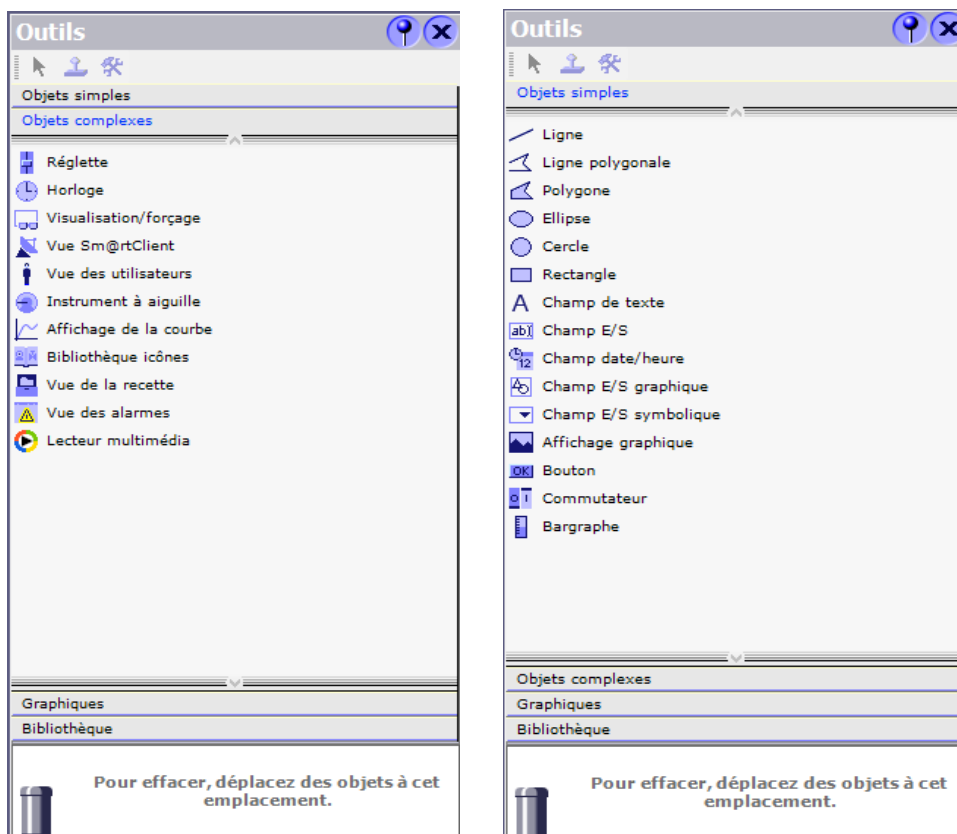 Outils
Objets simples
Objets complexes
Réglette
Horloge
Visualisation/forçage
Vue Sm@rtClient
Vue des utilisateurs
Instrument à aiguille
Affichage de la courbe
Bibliothèque icônes
Vue de la recette
Vue des alarmes
Lecteur multimédia
Graphiques
Bibliothèque
Pour effacer, déplacez des objets à cet
emplacement.
Outils
Objets simples
Ligne
Ligne polygonale
Polygone
Ellipse
Cercle
Rectangle
A Champ de texte
ab Champ E/S
12 Champ date/heure
Champ E/S graphique
Champ E/S symbolique
Affichage graphique
OK Bouton
0 I Commutateur
Bargraphe
Objets complexes
Graphiques
Bibliothèque
Pour effacer, déplacez des objets à cet
emplacement.